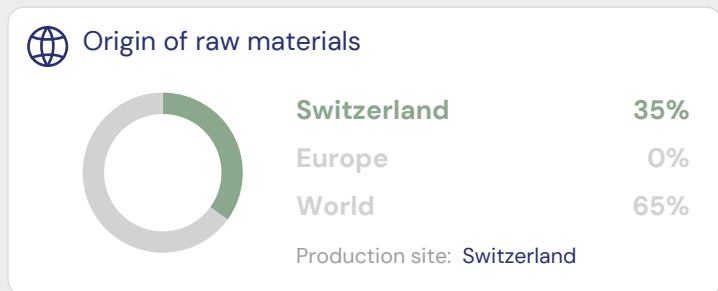 Origin of raw materials
Switzerland 35%
Europe 0%
World 65%
Production site: Switzerland